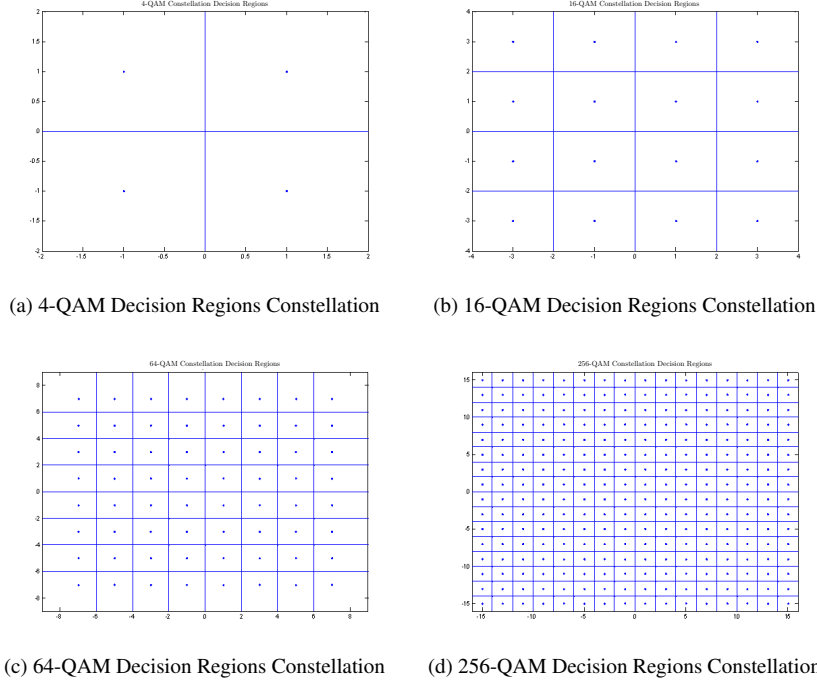 4-QAM Constellation Decision Regions
2
1.5
1
0.5
0
-0.5
-1
-1.5
-2
-2 -1.5 -1 -0.5 0 0.5 1 1.5 2
(a) 4-QAM Decision Regions Constellation
16-QAM Constellation Decision Regions
4
3
2
1
0
-1
-2
-3
-4
-4 -3 -2 -1 0 1 2 3 4
(b) 16-QAM Decision Regions Constellation
64-QAM Constellation Decision Regions
8
6
4
2
0
-2
-4
-6
-8
-8 -6 -4 -2 0 2 4 6 8
(c) 64-QAM Decision Regions Constellation
256-QAM Constellation Decision Regions
15
10
5
0
-5
-10
-15
-15 -10 -5 0 5 10 15
(d) 256-QAM Decision Regions Constellation